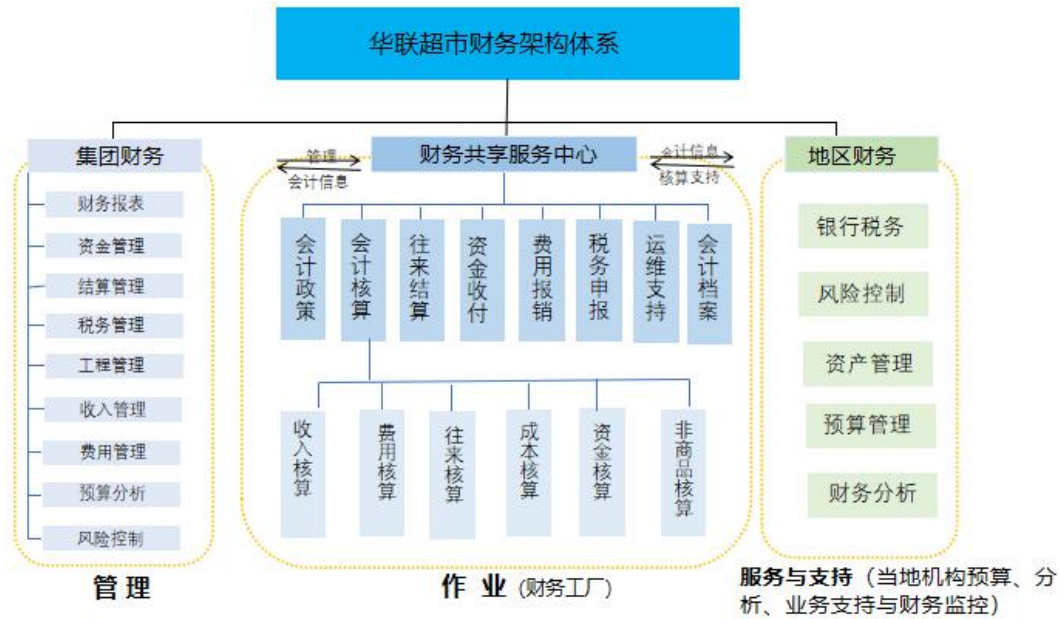 华联超市财务架构体系
集团财务
财务共享服务中心
地区财务
管理
会计信息
会计信息
核算支持
财务报表
资金管理
结算管理
税务管理
工程管理
收入管理
费用管理
预算分析
风险控制
会计政策
会计核算
往来结算
资金收付
费用报销
税务申报
运维支持
会计档案
收入核算
费用核算
往来核算
成本核算
资金核算
非商品核算
银行税务
风险控制
资产管理
预算管理
财务分析
管 理
作 业 (财务工厂)
服务与支持（当地机构预算、分
析、业务支持与财务监控）